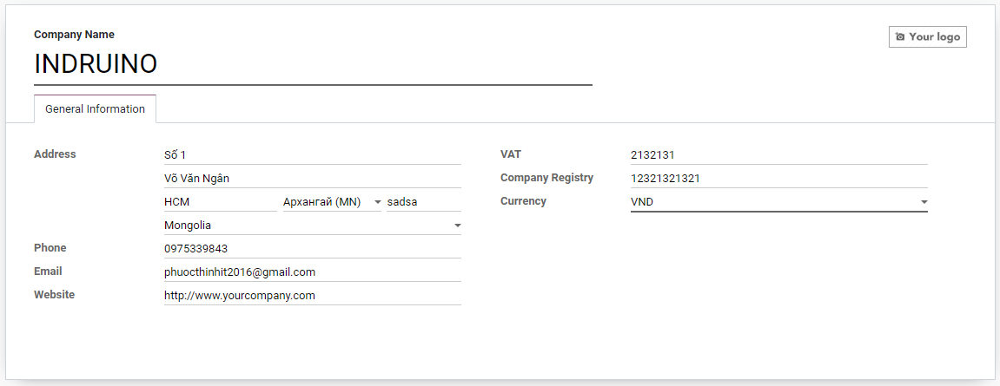 Company Name
Your logo
INDRUINO
General Information
Address
Số 1
Võ Văn Ngân
HCM Архангай (MN) sadsa
Mongolia
Phone 0975339843
Email phuocthinhit2016@gmail.com
Website http://www.yourcompany.com
VAT 2132131
Company Registry 12321321321
Currency VND